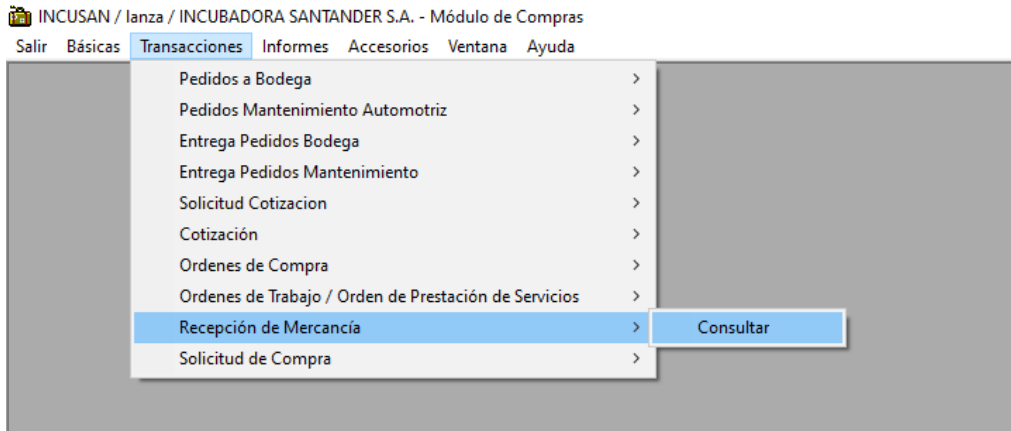 INCUSAN / lanza / INCUBADORA SANTANDER S.A. - Módulo de Compras
Salir Básicas Transacciones Informes Accesorios Ventana Ayuda
Pedidos a Bodega
Pedidos Mantenimiento Automotriz
Entrega Pedidos Bodega
Entrega Pedidos Mantenimiento
Solicitud Cotizacion
Cotización
Ordenes de Compra
Ordenes de Trabajo / Orden de Prestación de Servicios
Recepción de Mercancía Consultar
Solicitud de Compra